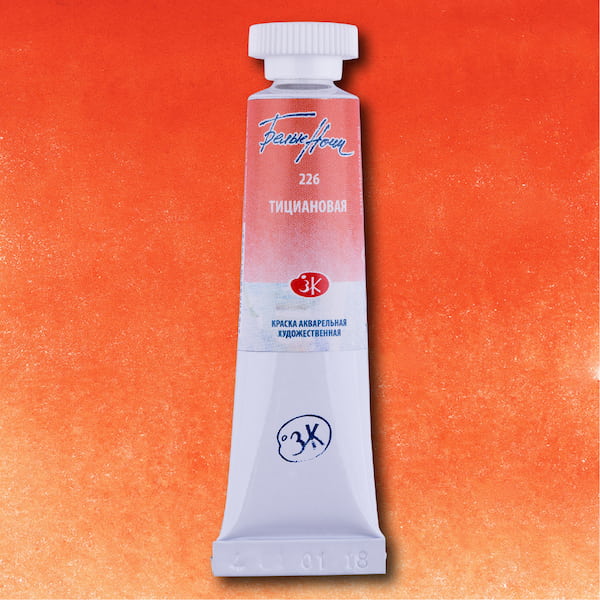 Белые Ночи
226
ТИЦИАНОВАЯ
ЗК
КРАСКА АКВАРЕЛЬНАЯ
ХУДОЖЕСТВЕННАЯ
ЗК
01 18